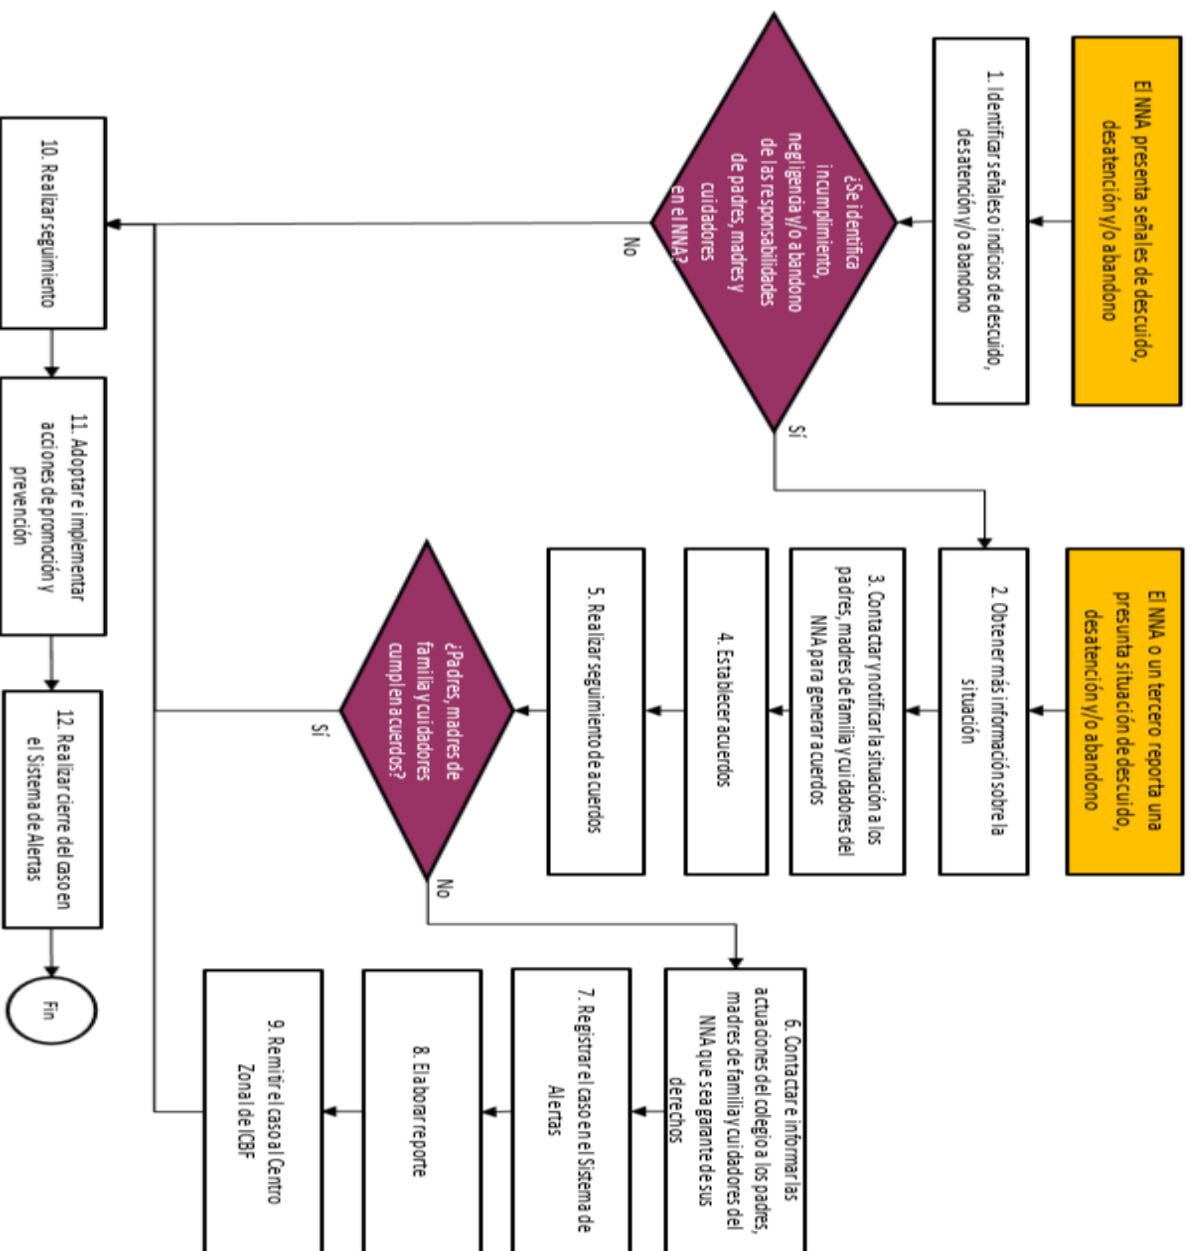 El NNA presenta señales de descuido,
desatención y/o abandono
1. Identificar señales o indicios de descuido,
desatención y/o abandono
¿Se identifica
incumplimiento,
negligencia y/o abandono
de las responsabilidades
de padres, madres y
cuidadores
en el NNA?
No
Sí
El NNA o un tercero reporta una
presunta situación de descuido,
desatención y/o abandono
2. Obtener más información sobre la
situación
3. Contactar y notificar la situación a los
padres, madres de familia y cuidadores del
NNA para generar acuerdos
4. Establecer acuerdos
5. Realizar seguimiento de acuerdos
¿Padres, madres de
familia y cuidadores
cumplen acuerdos?
Sí
No
6. Contactar e informar las
actuaciones del colegio a los padres,
madres de familia y cuidadores del
NNA que sea garante de sus
derechos
7. Registrar el caso en el Sistema de
Alertas
8. Elaborar reporte
9. Remitir el caso al Centro
Zonal de ICBF
10. Realizar seguimiento
11. Adoptar e implementar
acciones de promoción y
prevención
12. Realizar cierre del caso en
el Sistema de Alertas
Fin